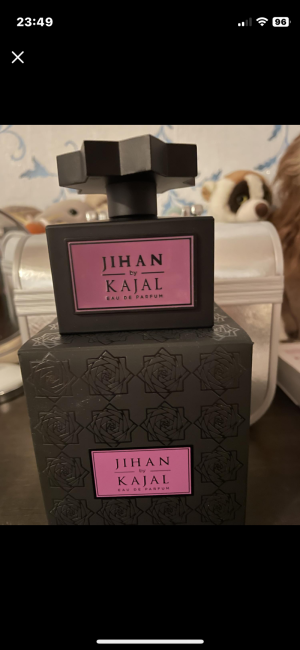 23:49
96
JIHAN
by
KAJAL
EAU DE PARFUM
JIHAN
by
KAJAL
EAU DE PARFUM